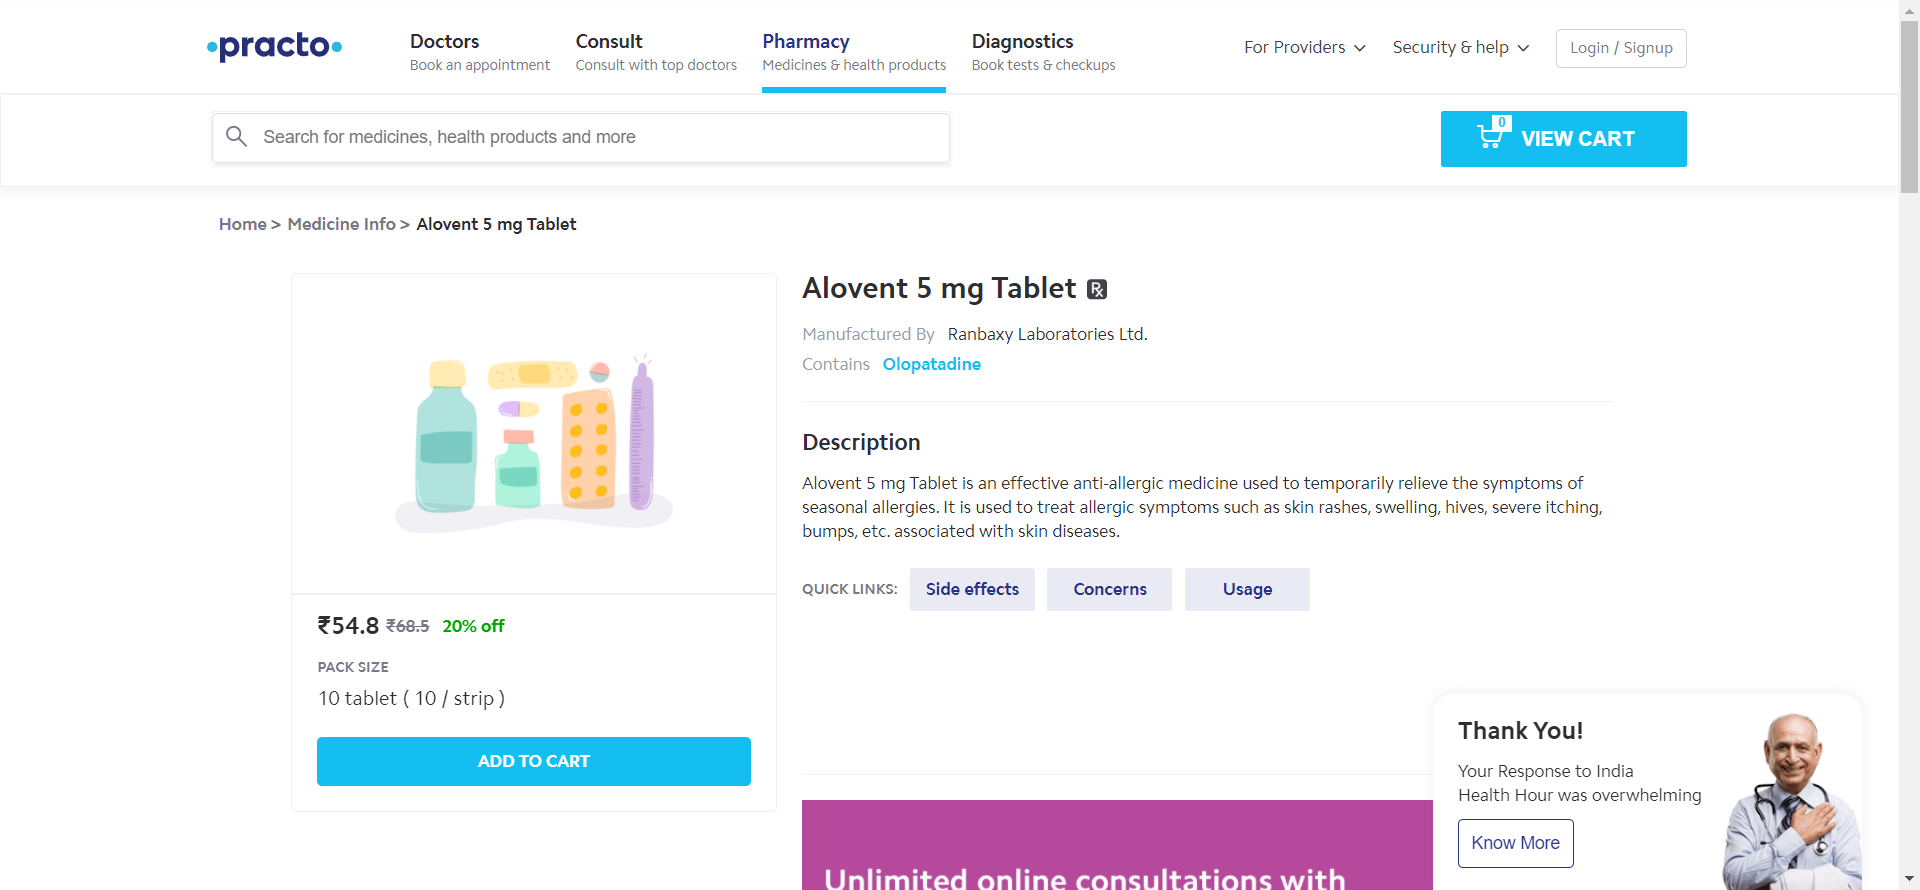 practo
Doctors
Book an appointment
Consult
Consult with top doctors
Pharmacy
Medicines & health products
Diagnostics
Book tests & checkups
For Providers
Security & help
Login / Signup
Search for medicines, health products and more
0
VIEW CART
Home > Medicine Info > Alovent 5 mg Tablet
Alovent 5 mg Tablet Rx
Manufactured By Ranbaxy Laboratories Ltd.
Contains Olopatadine
Description
Alovent 5 mg Tablet is an effective anti-allergic medicine used to temporarily relieve the symptoms of
seasonal allergies. It is used to treat allergic symptoms such as skin rashes, swelling, hives, severe itching,
bumps, etc. associated with skin diseases.
QUICK LINKS: Side effects Concerns Usage
₹54.8 ₹68.5 20% off
PACK SIZE
10 tablet ( 10 / strip )
ADD TO CART
Thank You!
Your Response to India
Health Hour was overwhelming
Know More
Unlimited online consultations with